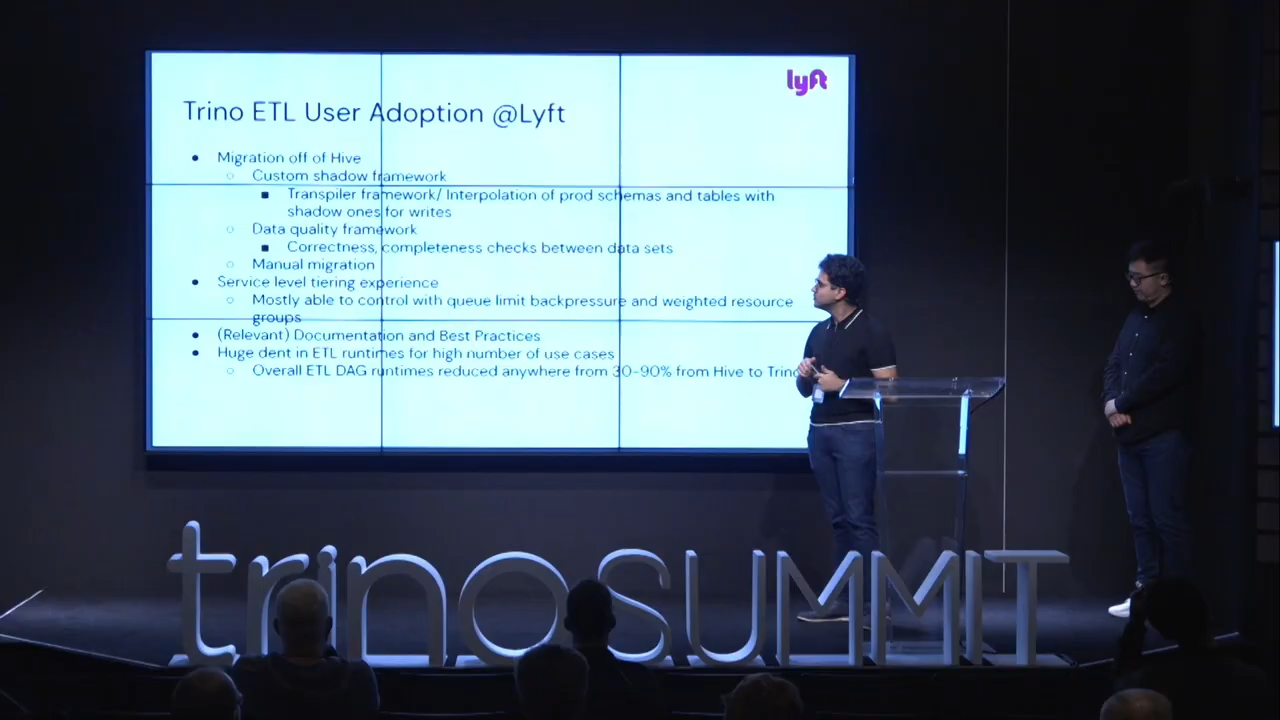 lyft
Trino ETL User Adoption @Lyft
● Migration off of Hive
○ Custom shadow framework
■ Transpiler framework/ Interpolation of prod schemas and tables with
shadow ones for writes
○ Data quality framework
■ Correctness, completeness checks between data sets
○ Manual migration
● Service level tiering experience
○ Mostly able to control with queue limit backpressure and weighted resource
groups
● (Relevant) Documentation and Best Practices
● Huge dent in ETL runtimes for high number of use cases
○ Overall ETL DAG runtimes reduced anywhere from 30-90% from Hive to Trino
trinoSUMMIT